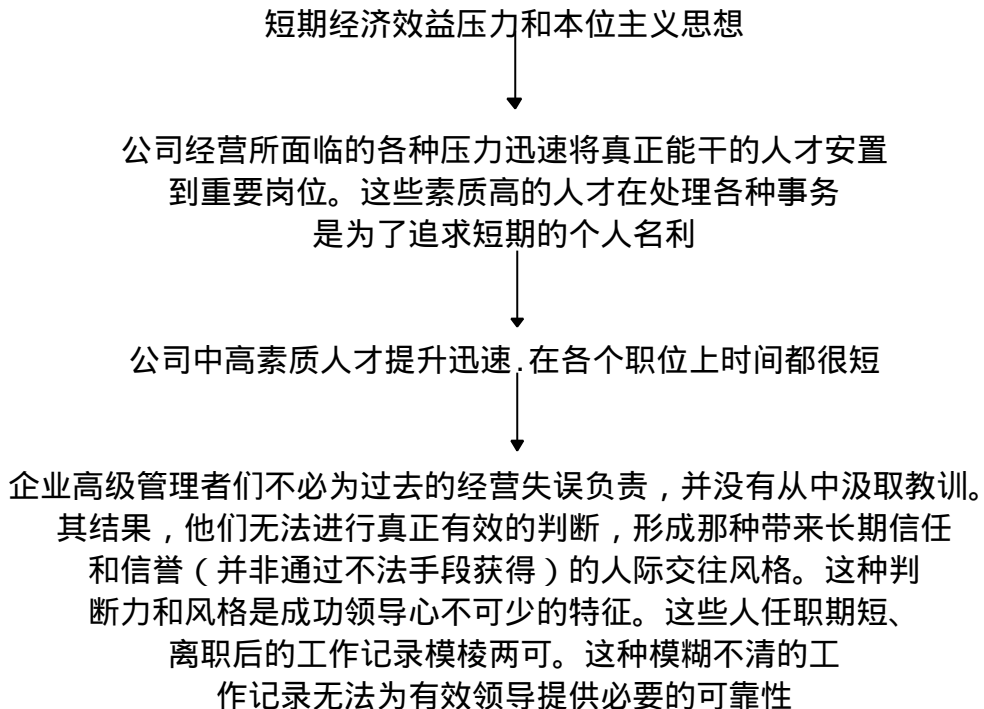 短期经济效益压力和本位主义思想
公司经营所面临的各种压力迅速将真正能干的人才安置
到重要岗位。这些素质高的人才在处理各种事务
是为了追求短期的个人名利
公司中高素质人才提升迅速.在各个职位上时间都很短
企业高级管理者们不必为过去的经营失误负责，并没有从中汲取教训。
其结果，他们无法进行真正有效的判断，形成那种带来长期信任
和信誉（并非通过不法手段获得）的人际交往风格。这种判
断力和风格是成功领导心不可少的特征。这些人任职期短、
离职后的工作记录模棱两可。这种模糊不清的工
作记录无法为有效领导提供必要的可靠性